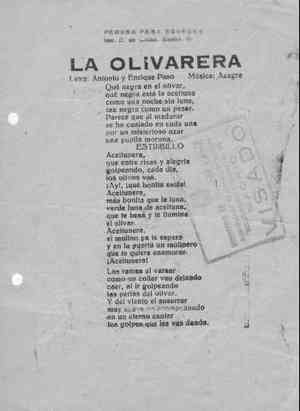 LA OLIVARERA
Letra: Antonio y Enrique Paso Música: Azagra
Qué negra en el olivar,
qué negra está la aceituna
como una noche sin luna,
tan negra como un pesar.
Parece que al madurar
se ha cuajado en cada una
por un misterioso azar
una pupila moruna.
ESTRIBILLO
Aceitunera,
que entre risas y alegría
golpeando, cada día,
los olivos vas.
¡Ay!, ¡qué bonita estás!
Aceitunera,
más bonita que la luna,
verde luna de aceituna,
que te besa y te ilumina
el olivar.
Aceitunera,
el molino ya te espera
y en la puerta un molinero
que te quiere enamorar.
¡Aceitunera!
Las ramas al varear
como un collar van dejando
caer, al ir golpeando
las perlas del olivar.
Y del viento al susurrar
muy acompañando
en un eterno cantar
los golpes que les vas dando.
VISADO